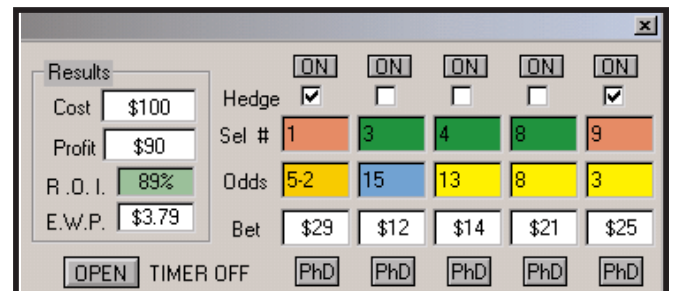 Results
Cost $100
Profit $90
R.O.I. 89%
E.W.P. $3.79
ON ON ON ON ON
Hedge
Sel # 1 3 4 8 9
Odds 5-2 15 13 8 3
Bet $29 $12 $14 $21 $25
OPEN TIMER OFF PhD PhD PhD PhD PhD